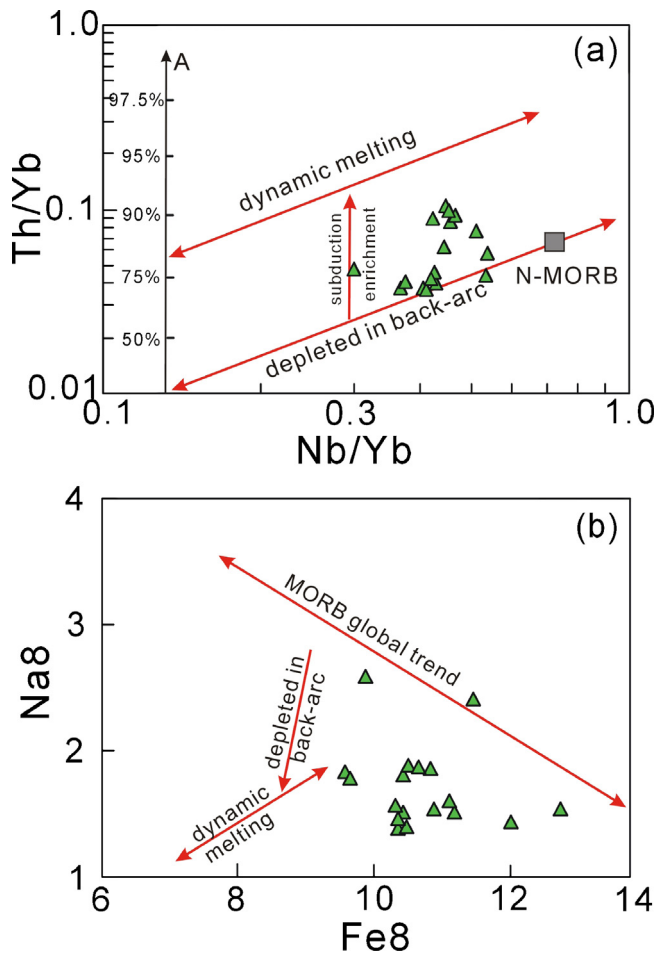 1.0
(a)
A
97.5%
95%
dynamic melting
0.1
90%
Th/Yb
subduction
enrichment
75%
N-MORB
50%
depleted in back-arc
0.01
0.1
0.3
1.0
Nb/Yb
4
(b)
MORB global trend
3
Na8
depleted in
back-arc
2
dynamic
melting
1
6
8
10
12
14
Fe8